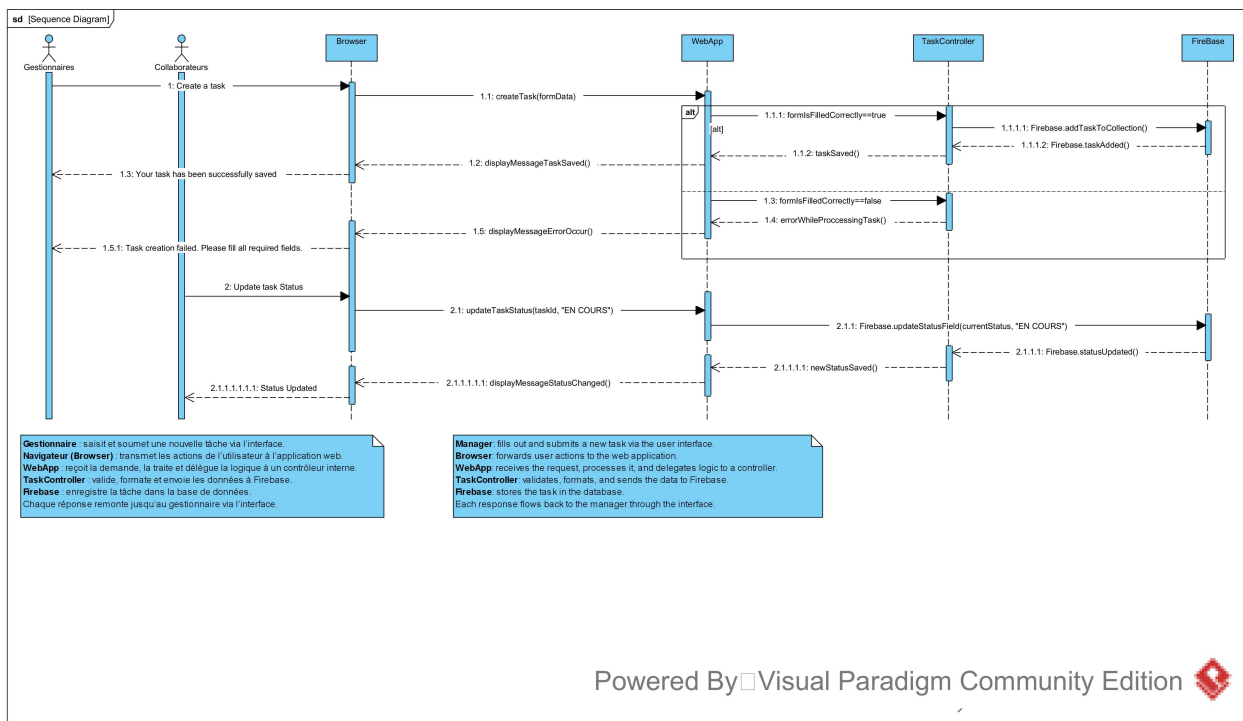 sd [Sequence Diagram]
Gestionnaires
Collaborateurs
Browser
WebApp
TaskController
FireBase
1: Create a task
1.1: createTask(formData)
alt
[alt]
1.1.1: formIsFilledCorrectly==true
1.1.1.1: Firebase.addTaskToCollection()
1.1.1.2: Firebase.taskAdded()
1.1.2: taskSaved()
1.2: displayMessageTaskSaved()
1.3: Your task has been successfully saved
1.3: formIsFilledCorrectly==false
1.4: errorWhileProccessingTask()
1.5: displayMessageErrorOccur()
1.5.1: Task creation failed. Please fill all required fields.
2: Update task Status
2.1: updateTaskStatus(taskId, "EN COURS")
2.1.1: Firebase.updateStatusField(currentStatus, "EN COURS")
2.1.1.1: Firebase.statusUpdated()
2.1.1.1.1: newStatusSaved()
2.1.1.1.1.1: displayMessageStatusChanged()
2.1.1.1.1.1.1: Status Updated
Gestionnaire : saisit et soumet une nouvelle tâche via l'interface.
Navigateur (Browser) : transmet les actions de l'utilisateur à l'application web.
WebApp : reçoit la demande, la traite et délègue la logique à un contrôleur interne.
TaskController : valide, formate et envoie les données à Firebase.
Firebase : enregistre la tâche dans la base de données.
Chaque réponse remonte jusqu'au gestionnaire via l'interface.
Manager: fills out and submits a new task via the user interface.
Browser: forwards user actions to the web application.
WebApp: receives the request, processes it, and delegates logic to a controller.
TaskController: validates, formats, and sends the data to Firebase.
Firebase: stores the task in the database.
Each response flows back to the manager through the interface.
Powered By Visual Paradigm Community Edition